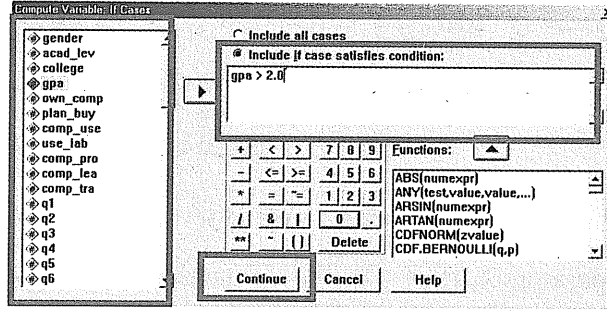 Compute Variable: If Cases
gender
acad_lev
college
gpa
own_comp
plan_buy
comp_use
use_lab
comp_pro
comp_lea
comp_tra
q1
q2
q3
q4
q5
q6
Include all cases
Include if case satisfies condition:
gpa > 2.0
+ < > 7 8 9
- <= >= 4 5 6
* = ~= 1 2 3
/ & | 0 .
** ~ () Delete
Functions:
ABS(numexpr)
ANY(test,value,value,...)
ARSIN(numexpr)
ARTAN(numexpr)
CDFNORM(zvalue)
CDF.BERNOULLI(q,p)
Continue Cancel Help